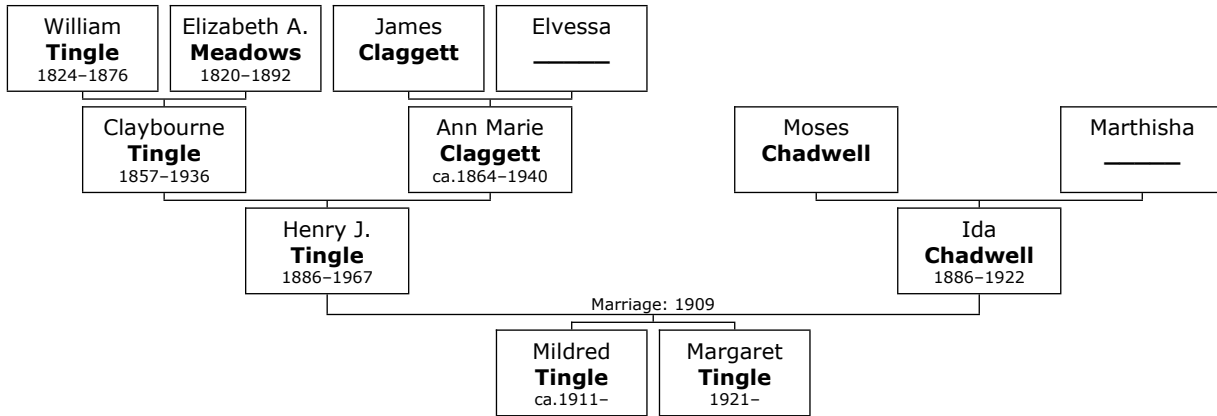 William
Tingle
1824–1876
Elizabeth A.
Meadows
1820–1892
James
Claggett
Elvessa
______
Claybourne
Tingle
1857–1936
Ann Marie
Claggett
ca.1864–1940
Moses
Chadwell
Marthisha
______
Henry J.
Tingle
1886–1967
Ida
Chadwell
1886–1922
Marriage: 1909
Mildred
Tingle
ca.1911–
Margaret
Tingle
1921–